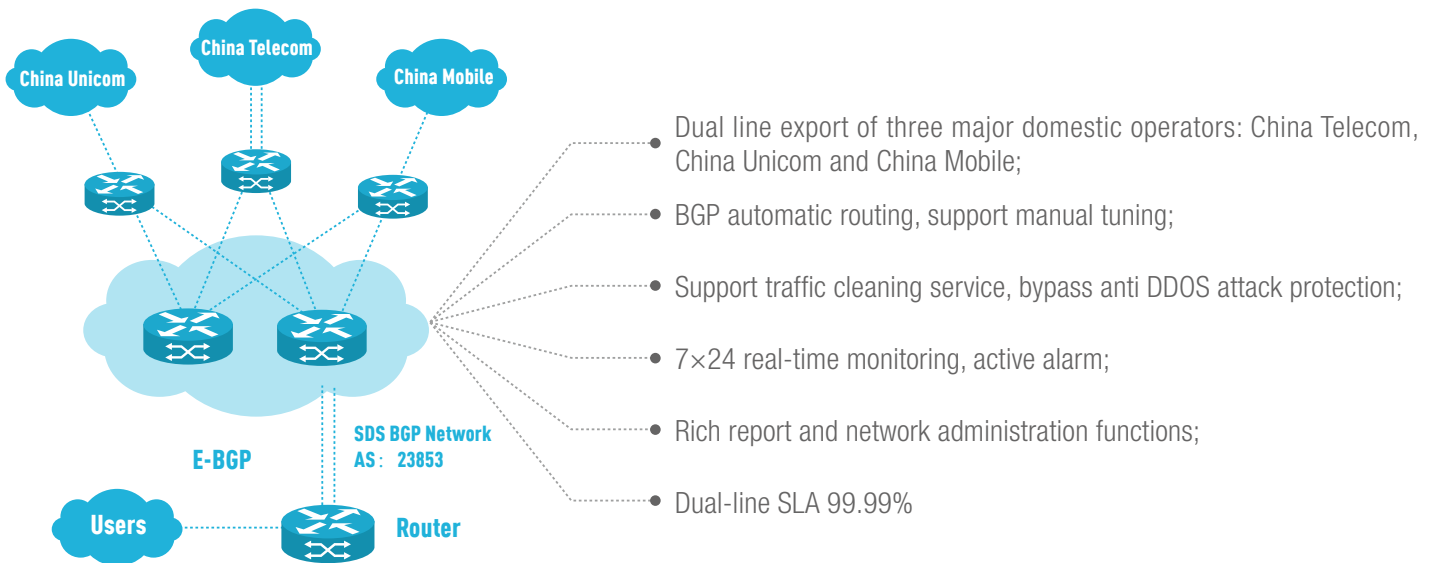 China Telecom
China Unicom
China Mobile
Dual line export of three major domestic operators: China Telecom,
China Unicom and China Mobile;
BGP automatic routing, support manual tuning;
Support traffic cleaning service, bypass anti DDOS attack protection;
7×24 real-time monitoring, active alarm;
Rich report and network administration functions;
Dual-line SLA 99.99%
SDS BGP Network
AS: 23853
E-BGP
Users
Router